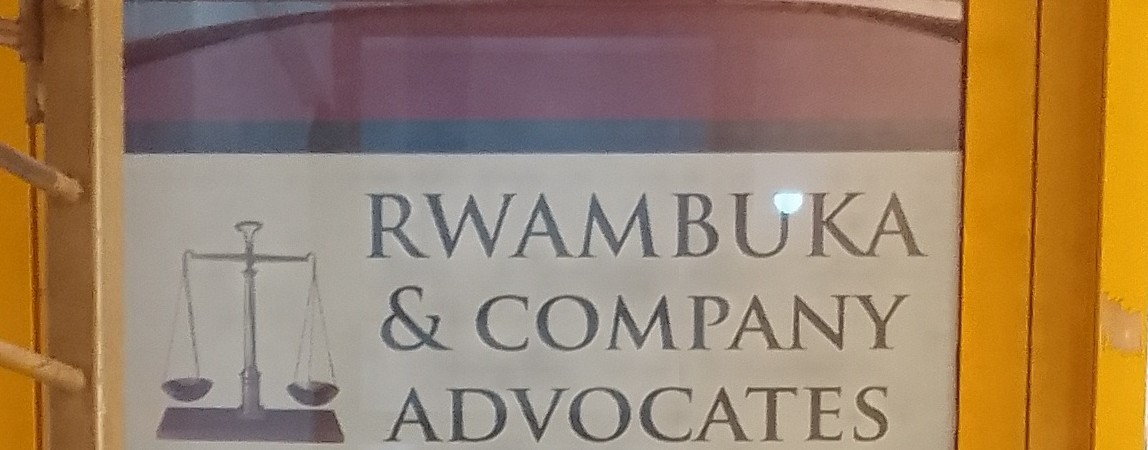 RWAMBUKA
& COMPANY
ADVOCATES